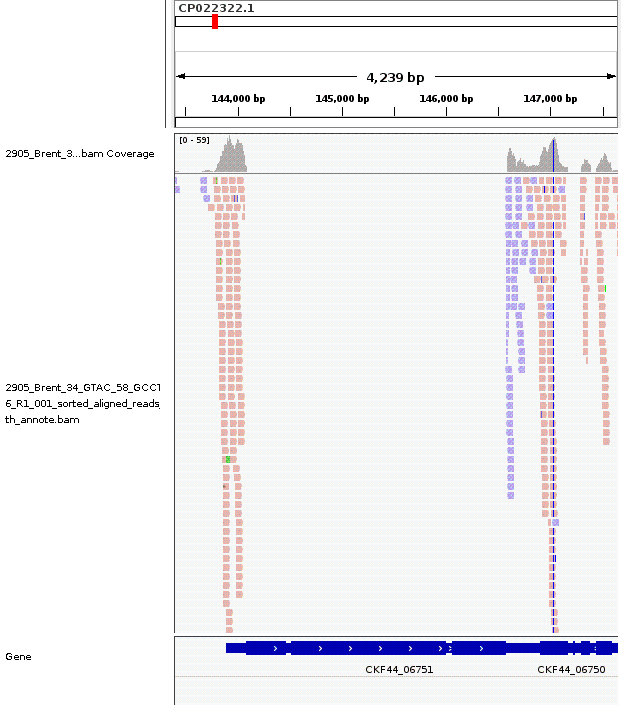 CP022322.1
4,239 bp
144,000 bp 145,000 bp 146,000 bp 147,000 bp
[0 - 59]
2905_Brent_3...bam Coverage
2905_Brent_34_GTAC_58_GCC1
6_R1_001_sorted_aligned_reads_
th_annote.bam
Gene
CKF44_06751 CKF44_06750